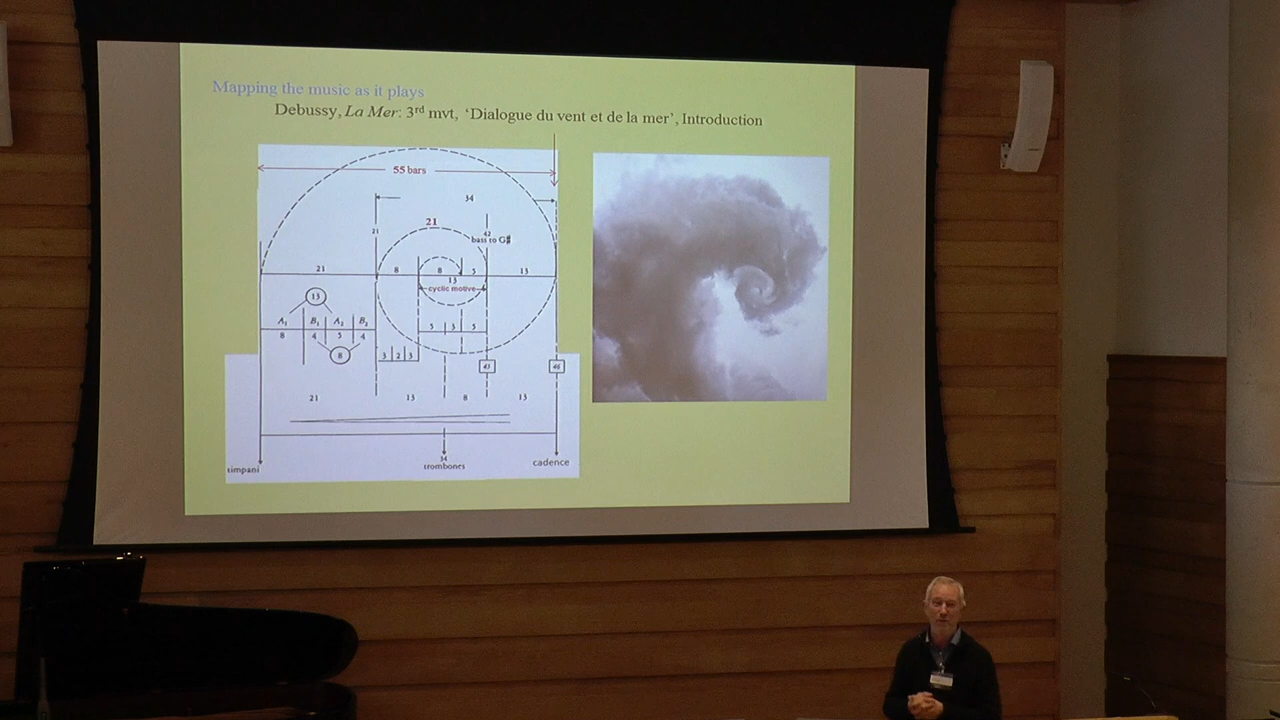 Mapping the music as it plays
Debussy, La Mer: 3rd mvt, ‘Dialogue du vent et de la mer’, Introduction
55 bars
34
21
21
42
bass to G♯
21 8 8 5 13
13
cyclic motive
13
A1 B1 A2 B2
8 4 5 4
8
5 3 5
3 2 3
43 46
21 13 8 13
34
timpani trombones cadence